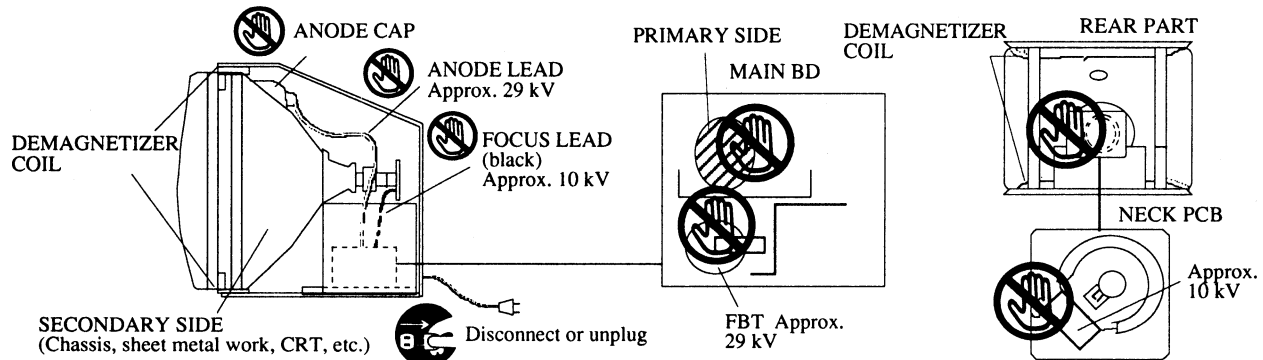 ANODE CAP
ANODE LEAD
Approx. 29 kV
FOCUS LEAD
(black)
Approx. 10 kV
DEMAGNETIZER
COIL
SECONDARY SIDE
(Chassis, sheet metal work, CRT, etc.)
Disconnect or unplug
PRIMARY SIDE
MAIN BD
FBT Approx.
29 kV
DEMAGNETIZER
COIL
REAR PART
NECK PCB
Approx.
10 kV